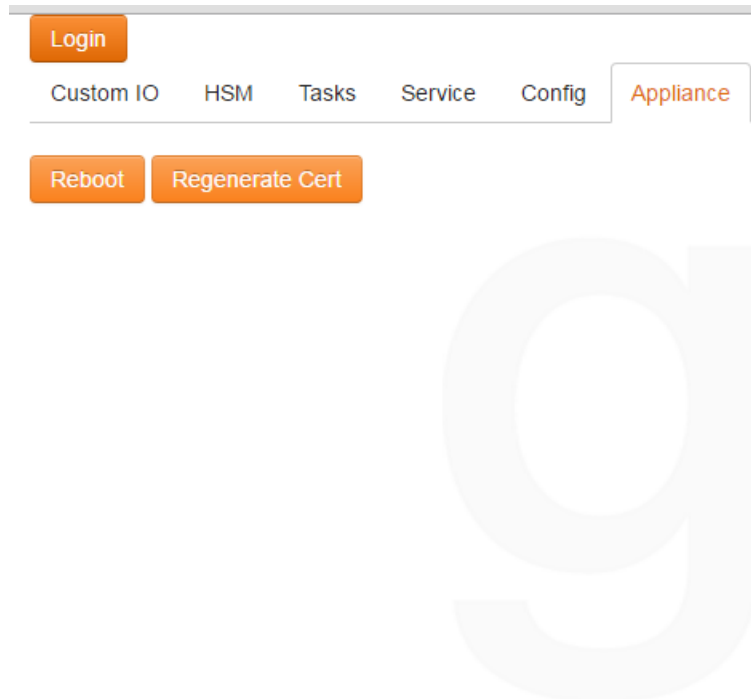 Login
Custom IO HSM Tasks Service Config Appliance
Reboot Regenerate Cert
g